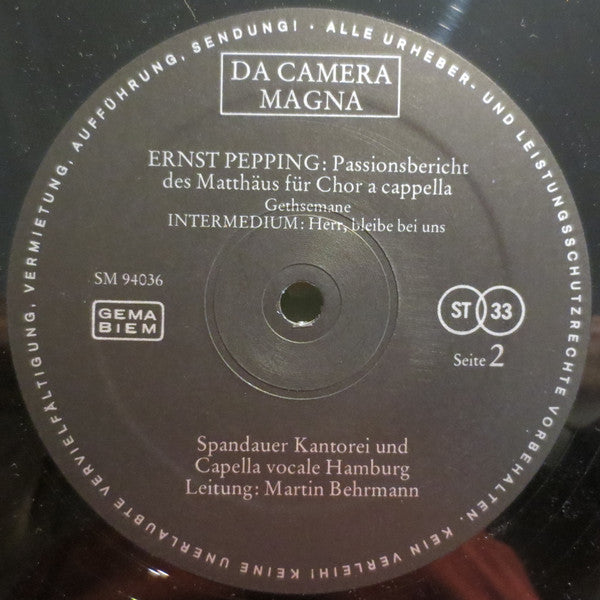 DA CAMERA
MAGNA
ERNST PEPPING: Passionsbericht
des Matthäus für Chor a cappella
Gethsemane
INTERMEDIUM: Herr, bleibe bei uns
SM 94036
GEMA
BIEM
ST 33
Seite 2
Spandauer Kantorei und
Capella vocale Hamburg
Leitung: Martin Behrmann
ALLE URHEBER- UND LEISTUNGSSCHUTZRECHTE VORBEHALTEN. KEIN VERLEIH! KEINE UNERLAUBTE VERVIELFÄLTIGUNG, VERMIETUNG, AUFFÜHRUNG, SENDUNG! ·